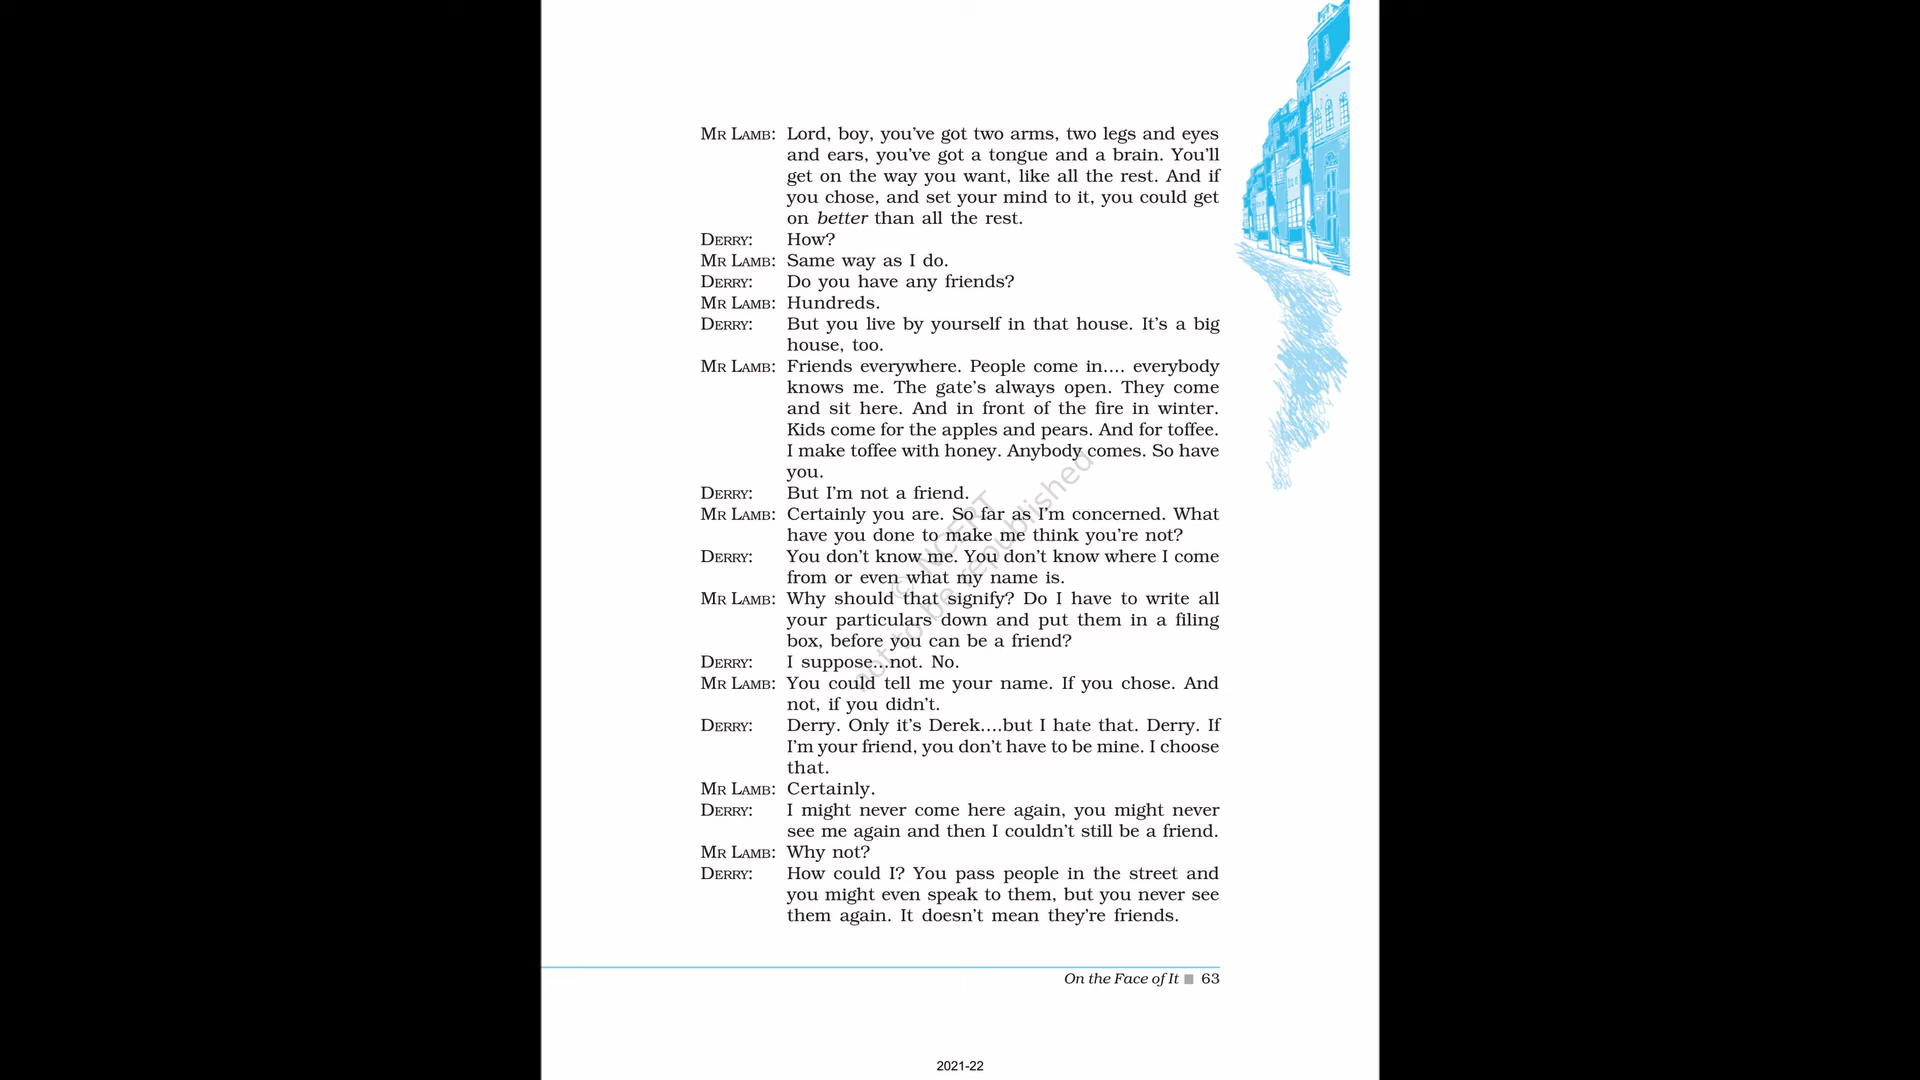 MR LAMB: Lord, boy, you've got two arms, two legs and eyes
and ears, you've got a tongue and a brain. You'll
get on the way you want, like all the rest. And if
you chose, and set your mind to it, you could get
on better than all the rest.
DERRY: How?
MR LAMB: Same way as I do.
DERRY: Do you have any friends?
MR LAMB: Hundreds.
DERRY: But you live by yourself in that house. It's a big
house, too.
MR LAMB: Friends everywhere. People come in.... everybody
knows me. The gate's always open. They come
and sit here. And in front of the fire in winter.
Kids come for the apples and pears. And for toffee.
I make toffee with honey. Anybody comes. So have
you.
DERRY: But I'm not a friend.
MR LAMB: Certainly you are. So far as I'm concerned. What
have you done to make me think you're not?
DERRY: You don't know me. You don't know where I come
from or even what my name is.
MR LAMB: Why should that signify? Do I have to write all
your particulars down and put them in a filing
box, before you can be a friend?
DERRY: I suppose...not. No.
MR LAMB: You could tell me your name. If you chose. And
not, if you didn't.
DERRY: Derry. Only it's Derek....but I hate that. Derry. If
I'm your friend, you don't have to be mine. I choose
that.
MR LAMB: Certainly.
DERRY: I might never come here again, you might never
see me again and then I couldn't still be a friend.
MR LAMB: Why not?
DERRY: How could I? You pass people in the street and
you might even speak to them, but you never see
them again. It doesn't mean they're friends.
© NCERT
not to be republished
On the Face of It ■ 63
2021-22